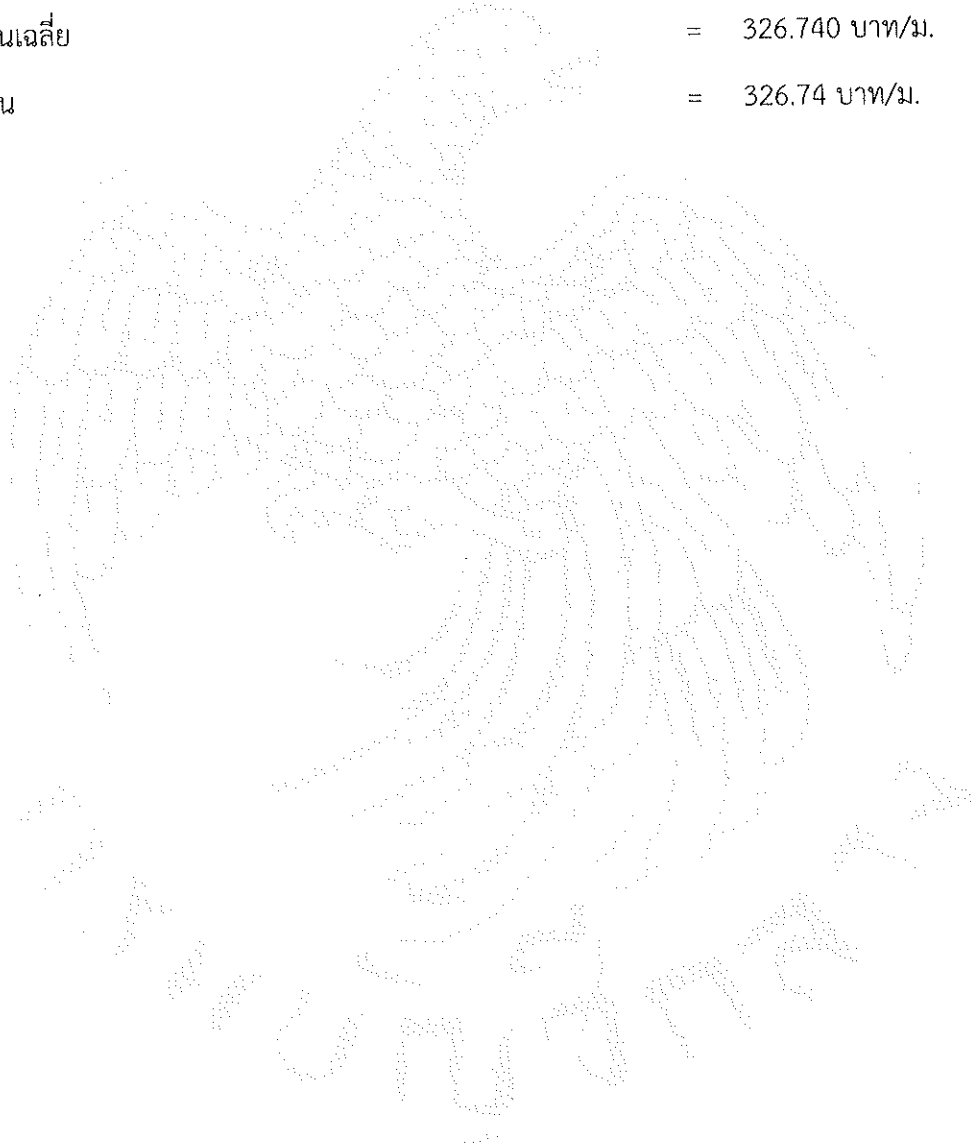 นเฉลี่ย = 326.740 บาท/ม.
น = 326.74 บาท/ม.